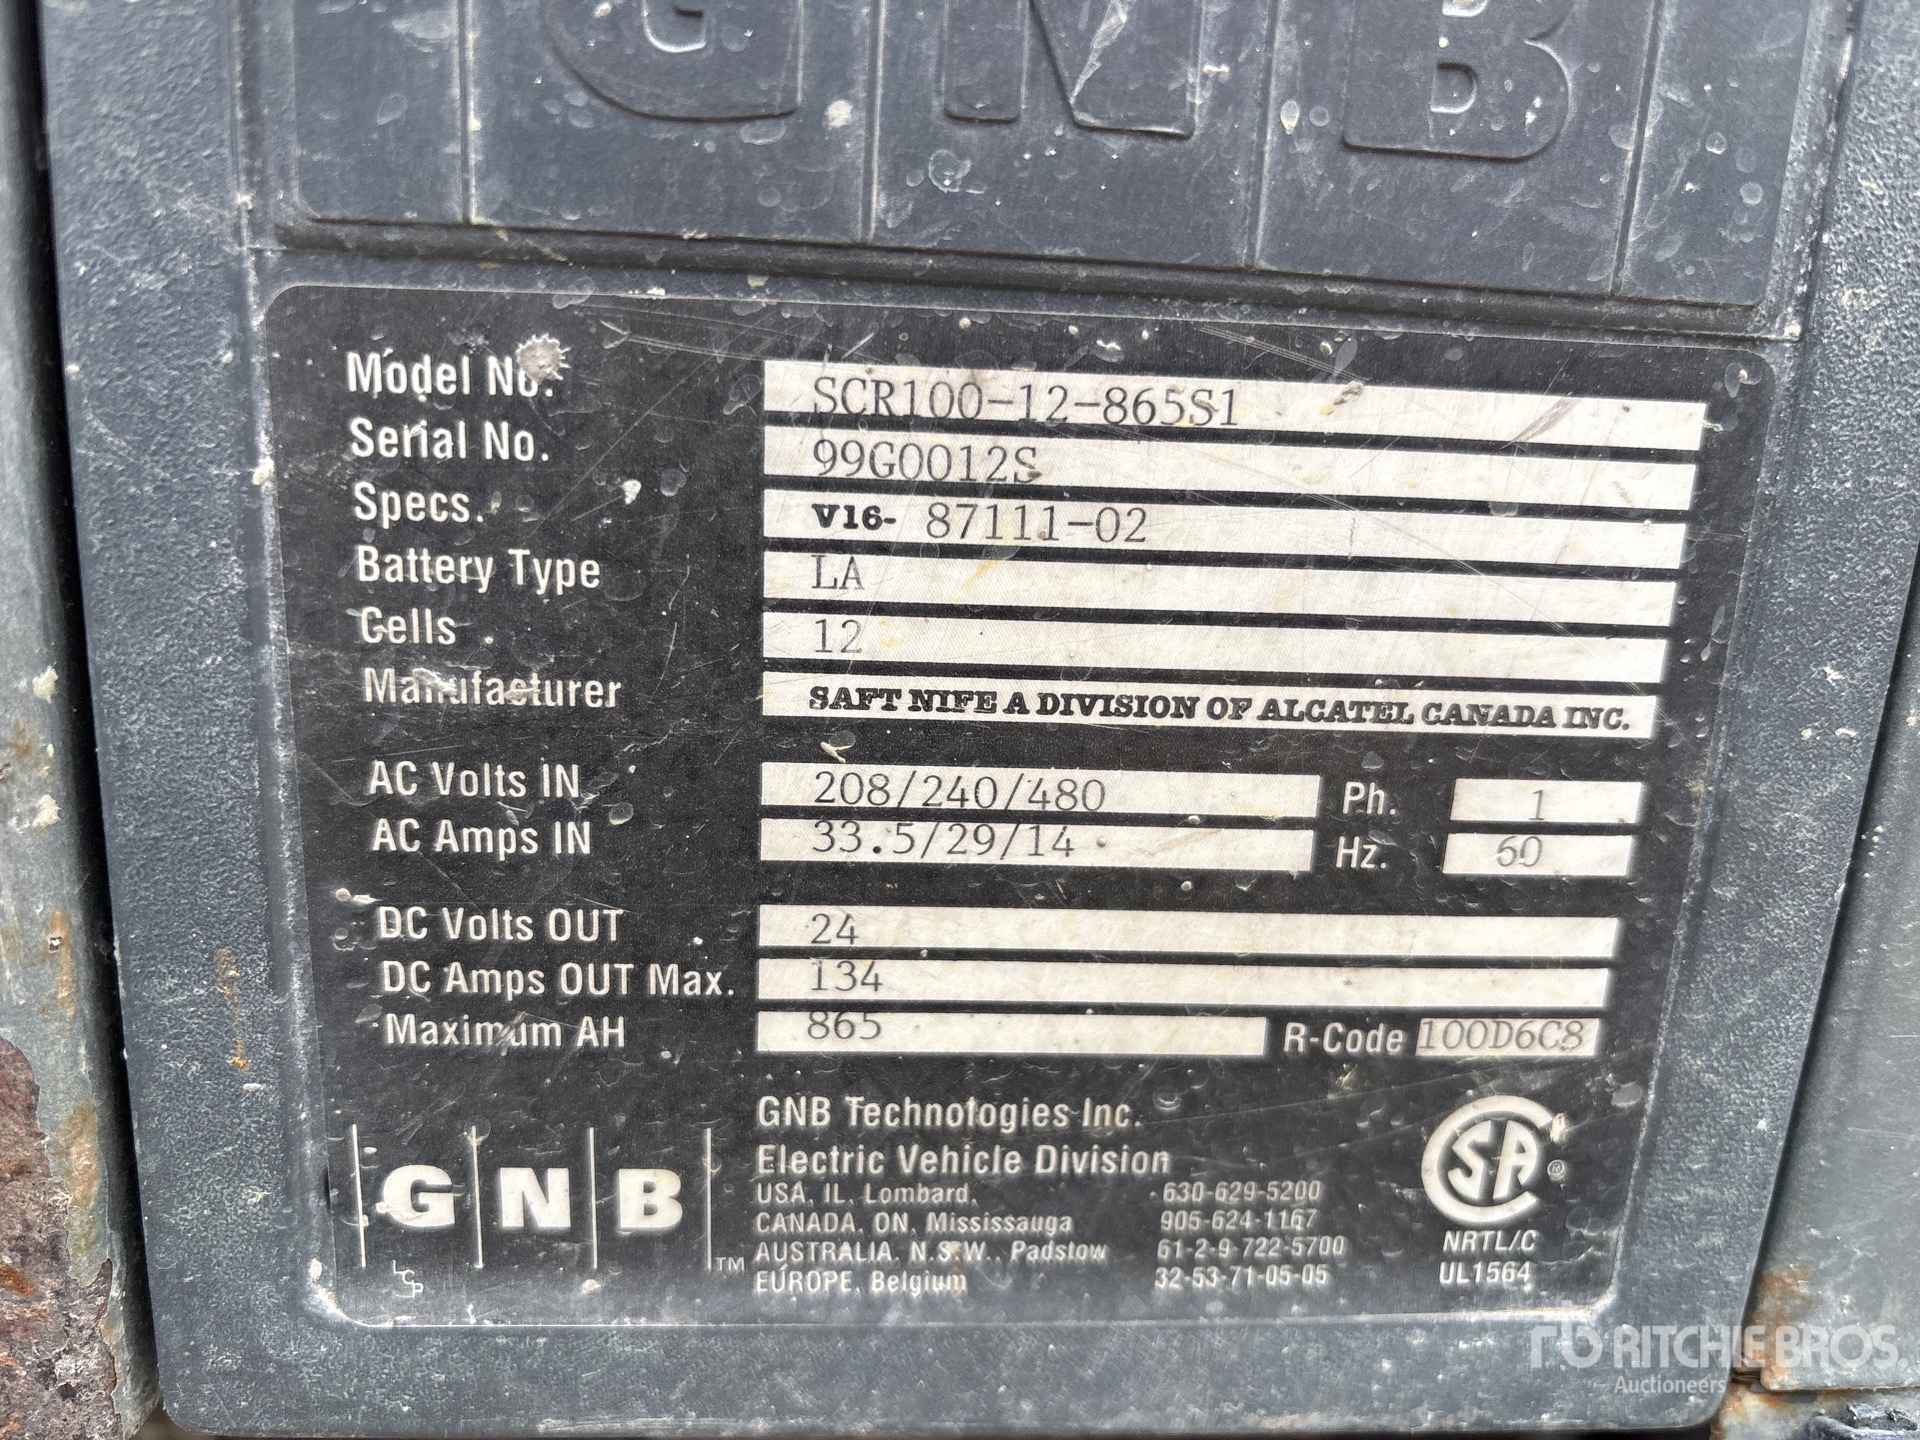 GNB
Model No. SCR100-12-865S1
Serial No. 99G0012S
Specs. V16- 87111-02
Battery Type LA
Cells 12
Manufacturer SAFT NIFE A DIVISION OF ALCATEL CANADA INC.
AC Volts IN 208/240/480 Ph. 1
AC Amps IN 33.5/29/14 Hz. 60
DC Volts OUT 24
DC Amps OUT Max. 134
Maximum AH 865 R-Code 100D6C8
GNB Technologies Inc.
Electric Vehicle Division
USA, IL, Lombard, 630-629-5200
CANADA, ON, Mississauga 905-624-1167
AUSTRALIA, N.S.W., Padstow 61-2-9-722-5700
EUROPE, Belgium 32-53-71-05-05
GNB TM
CSA ®
NRTL/C
UL1564
rb RITCHIE BROS.
Auctioneers